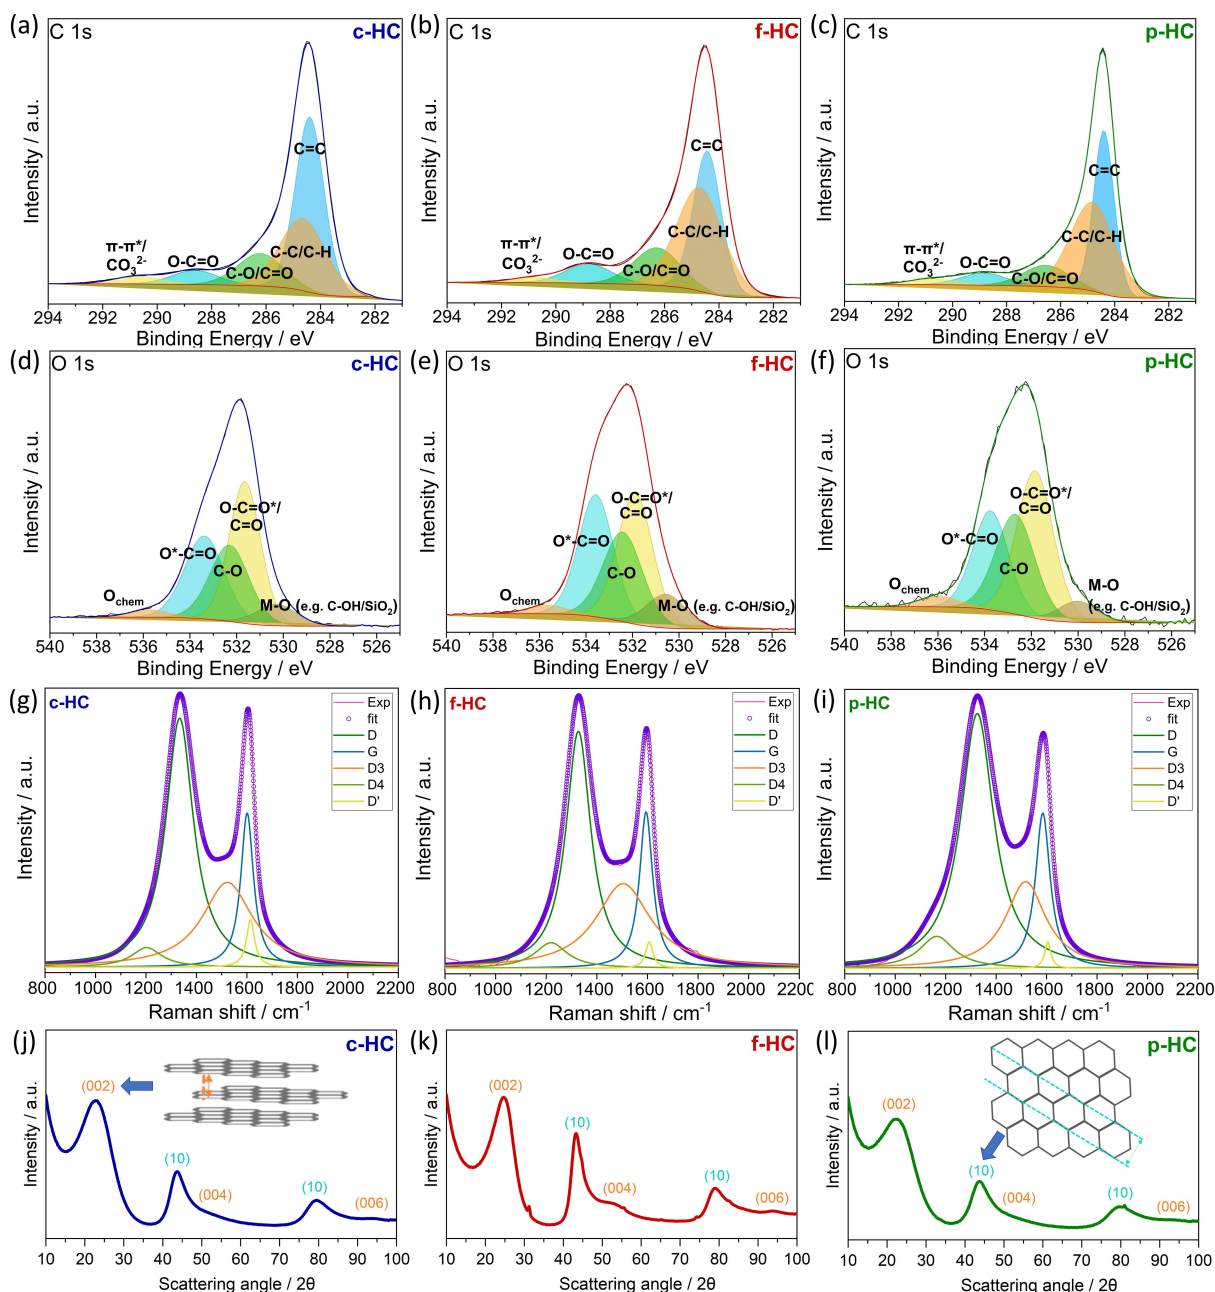 (a) C 1s c-HC
C=C
C-C/C-H
C-O/C=O
O-C=O
π-π*/
CO₃²⁻
Intensity / a.u.
294 292 290 288 286 284 282
Binding Energy / eV
(b) C 1s f-HC
C=C
C-C/C-H
C-O/C=O
O-C=O
π-π*/
CO₃²⁻
Intensity / a.u.
294 292 290 288 286 284 282
Binding Energy / eV
(c) C 1s p-HC
C=C
C-C/C-H
C-O/C=O
O-C=O
π-π*/
CO₃²⁻
Intensity / a.u.
294 292 290 288 286 284 282
Binding Energy / eV
(d) O 1s c-HC
O-C=O*/
C=O
O*-C=O
C-O
Ochem
M-O (e.g. C-OH/SiO₂)
Intensity / a.u.
540 538 536 534 532 530 528 526
Binding Energy / eV
(e) O 1s f-HC
O-C=O*/
C=O
O*-C=O
C-O
Ochem
M-O (e.g. C-OH/SiO₂)
Intensity / a.u.
540 538 536 534 532 530 528 526
Binding Energy / eV
(f) O 1s p-HC
O-C=O*/
C=O
O*-C=O
C-O
Ochem
M-O
(e.g. C-OH/SiO₂)
Intensity / a.u.
540 538 536 534 532 530 528 526
Binding Energy / eV
(g) c-HC
Exp
fit
D
G
D3
D4
D'
Intensity / a.u.
800 1000 1200 1400 1600 1800 2000 2200
Raman shift / cm⁻¹
(h) f-HC
Exp
fit
D
G
D3
D4
D'
Intensity / a.u.
800 1000 1200 1400 1600 1800 2000 2200
Raman shift / cm⁻¹
(i) p-HC
Exp
fit
D
G
D3
D4
D'
Intensity / a.u.
800 1000 1200 1400 1600 1800 2000 2200
Raman shift / cm⁻¹
(j) c-HC
(002)
(10)
(004)
(10)
(006)
Intensity / a.u.
10 20 30 40 50 60 70 80 90 100
Scattering angle / 2θ
(k) f-HC
(002)
(10)
(004)
(10)
(006)
Intensity / a.u.
10 20 30 40 50 60 70 80 90 100
Scattering angle / 2θ
(l) p-HC
(002)
(10)
(004)
(10)
(006)
Intensity / a.u.
10 20 30 40 50 60 70 80 90 100
Scattering angle / 2θ